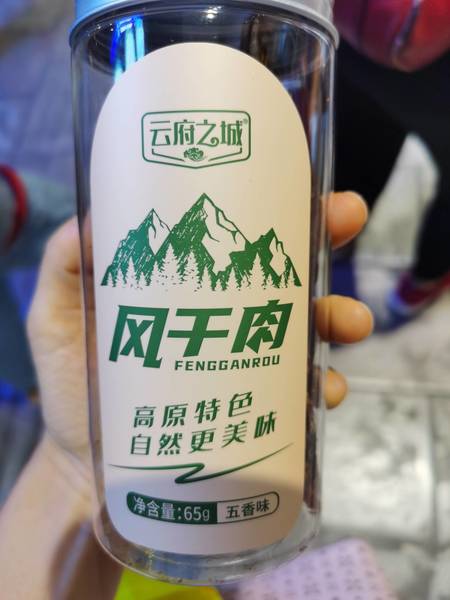 云府之城®
风干肉
FENGGANROU
高原特色
自然更美味
净含量:65g 五香味